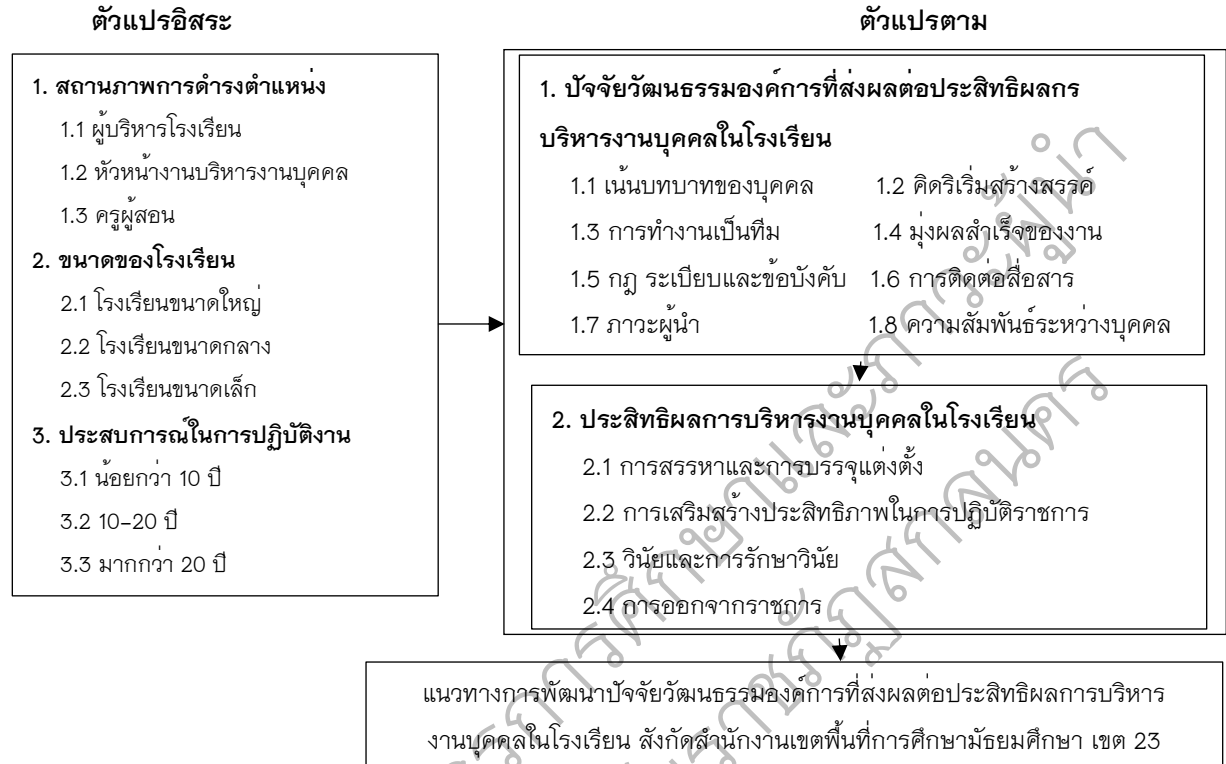 ตัวแปรอิสระ
ตัวแปรตาม
1. สถานภาพการดำรงตำแหน่ง
1.1 ผู้บริหารโรงเรียน
1.2 หัวหน้างานบริหารงานบุคคล
1.3 ครูผู้สอน
2. ขนาดของโรงเรียน
2.1 โรงเรียนขนาดใหญ่
2.2 โรงเรียนขนาดกลาง
2.3 โรงเรียนขนาดเล็ก
3. ประสบการณ์ในการปฏิบัติงาน
3.1 น้อยกว่า 10 ปี
3.2 10–20 ปี
3.3 มากกว่า 20 ปี
1. ปัจจัยวัฒนธรรมองค์การที่ส่งผลต่อประสิทธิผลกร
บริหารงานบุคคลในโรงเรียน
1.1 เน้นบทบาทของบุคคล 1.2 คิดริเริ่มสร้างสรรค์
1.3 การทำงานเป็นทีม 1.4 มุ่งผลสำเร็จของงาน
1.5 กฎ ระเบียบและข้อบังคับ 1.6 การติดต่อสื่อสาร
1.7 ภาวะผู้นำ 1.8 ความสัมพันธ์ระหว่างบุคคล
2. ประสิทธิผลการบริหารงานบุคคลในโรงเรียน
2.1 การสรรหาและการบรรจุแต่งตั้ง
2.2 การเสริมสร้างประสิทธิภาพในการปฏิบัติราชการ
2.3 วินัยและการรักษาวินัย
2.4 การออกจากราชการ
แนวทางการพัฒนาปัจจัยวัฒนธรรมองค์การที่ส่งผลต่อประสิทธิผลการบริหาร
งานบุคคลในโรงเรียน สังกัดสำนักงานเขตพื้นที่การศึกษามัธยมศึกษา เขต 23